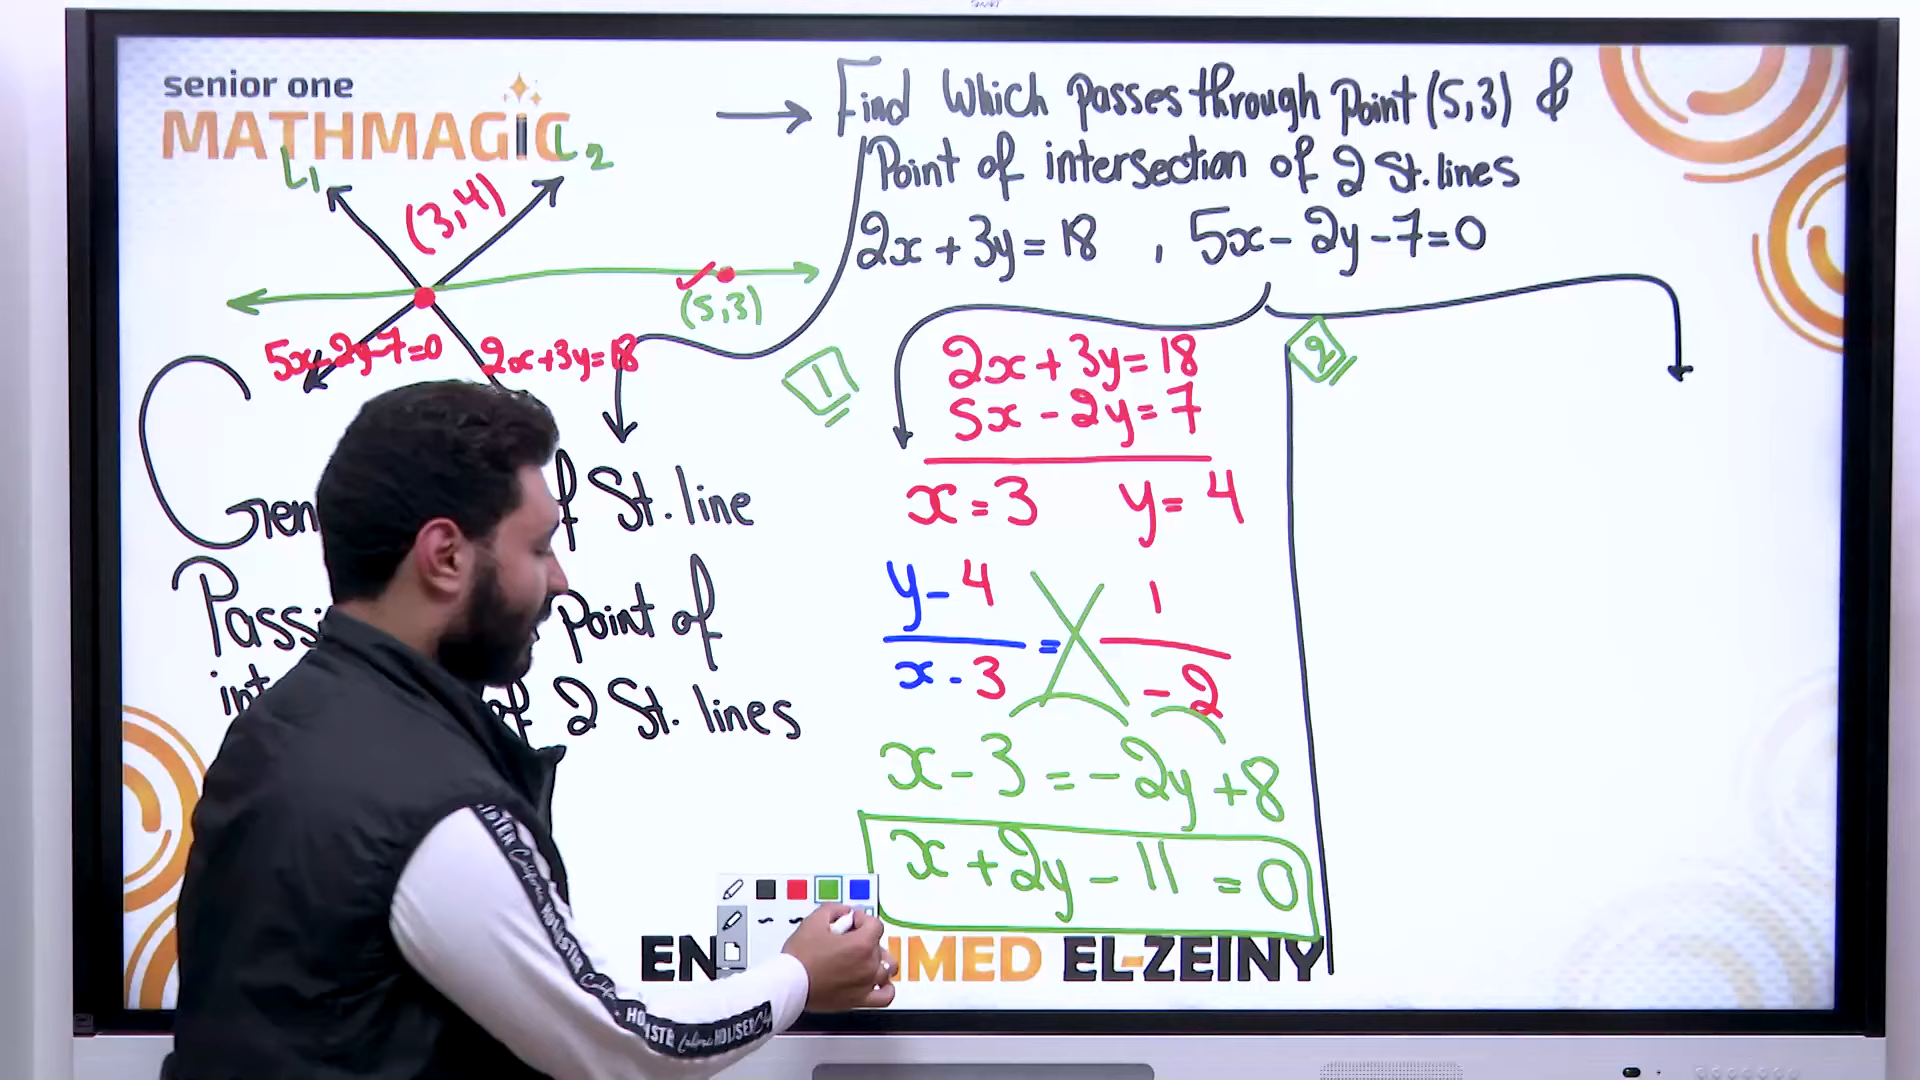 senior one
MATHMAGIC
L1
L2
(3,4)
(5,3)
5x-2y-7=0
2x+3y=18
→ Find Which passes through Point (5,3) &
Point of intersection of 2 St. lines
2x + 3y = 18 , 5x - 2y - 7 = 0
of St. line
Point of
of 2 St. lines
1
2x + 3y = 18
5x - 2y = 7
x = 3 y = 4
y - 4 / x - 3 = 1 / -2
x - 3 = -2y + 8
x + 2y - 11 = 0
2
EL-ZEINY